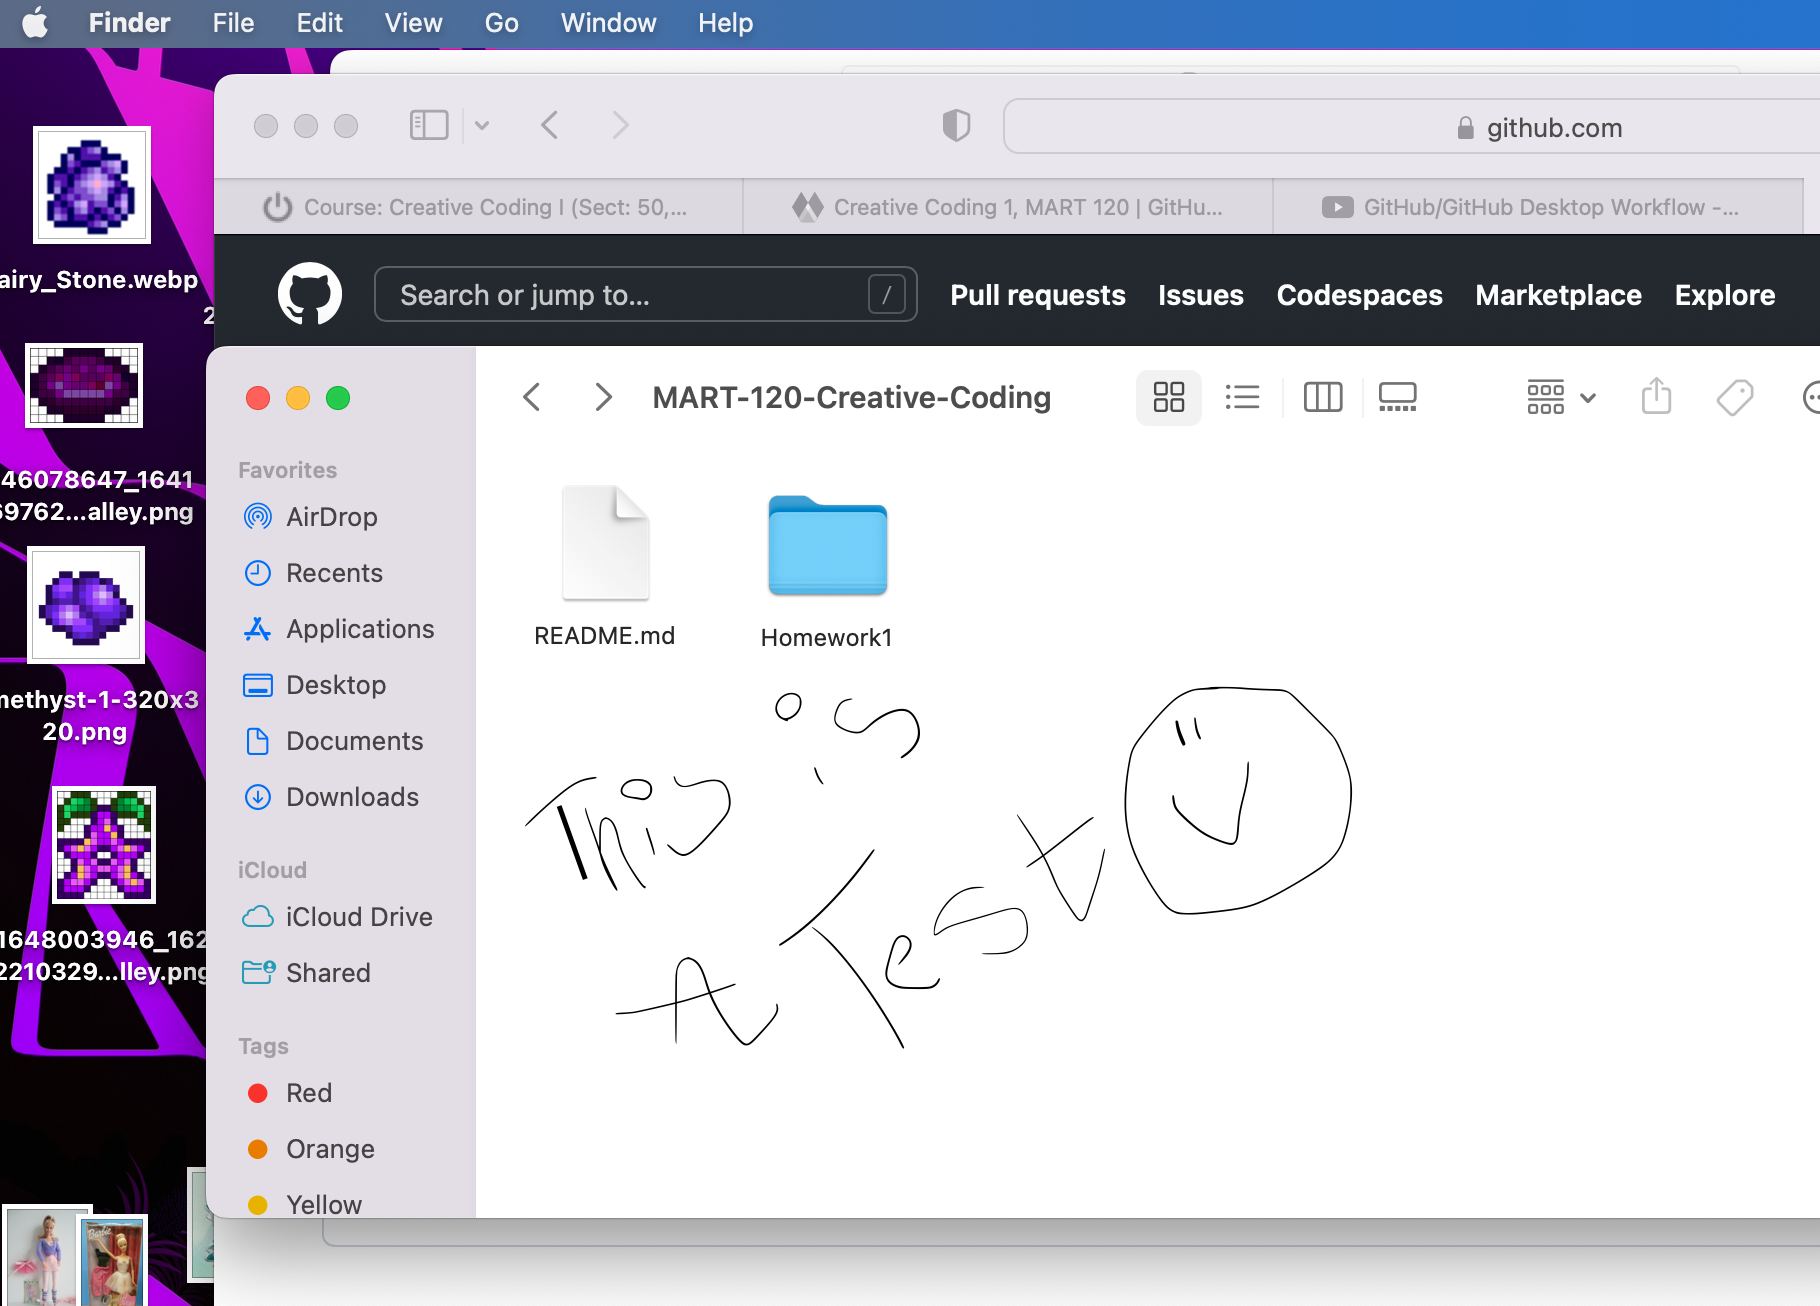 Finder File Edit View Go Window Help
github.com
Course: Creative Coding I (Sect: 50,... Creative Coding 1, MART 120 | GitHu... GitHub/GitHub Desktop Workflow -...
Search or jump to... / Pull requests Issues Codespaces Marketplace Explore
MART-120-Creative-Coding
Favorites
AirDrop
Recents
Applications
Desktop
Documents
Downloads
iCloud
iCloud Drive
Shared
Tags
Red
Orange
Yellow
README.md Homework1
This is
A Test
airy_Stone.webp
2
46078647_1641
69762...alley.png
nethyst-1-320x3
20.png
1648003946_162
2210329...lley.png
Barbie